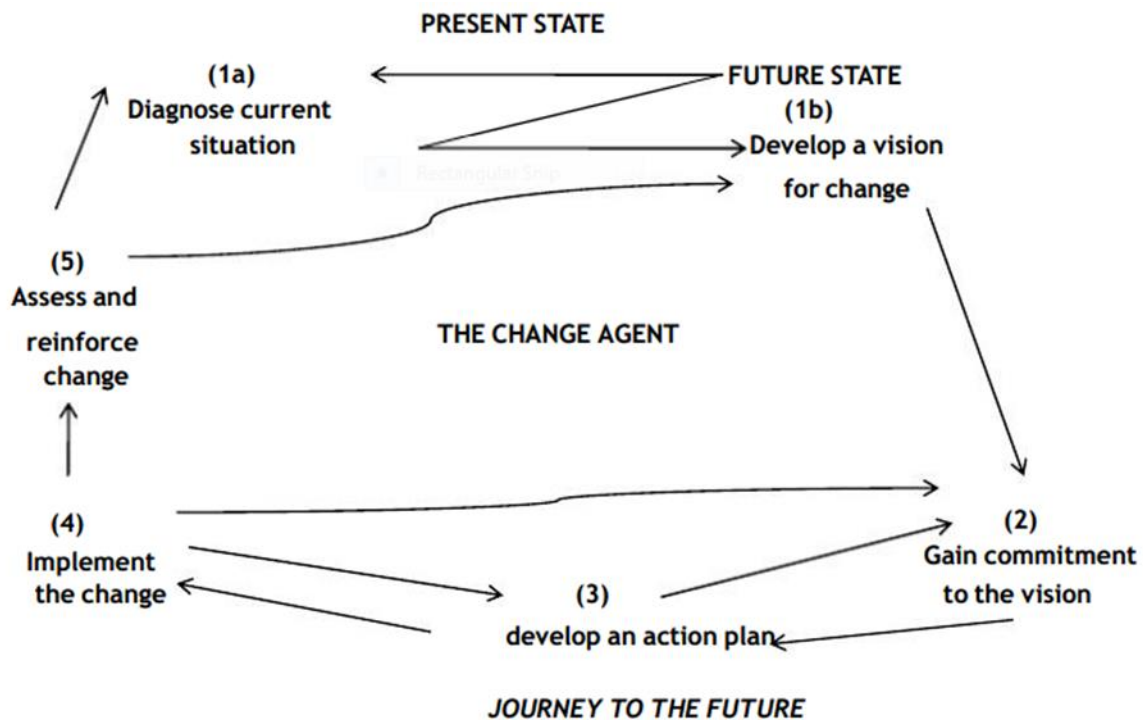 PRESENT STATE
(1a)
Diagnose current
situation
FUTURE STATE
(1b)
Develop a vision
for change
Rectangular Snip
(5)
Assess and
reinforce
change
THE CHANGE AGENT
(4)
Implement
the change
(3)
develop an action plan
(2)
Gain commitment
to the vision
JOURNEY TO THE FUTURE